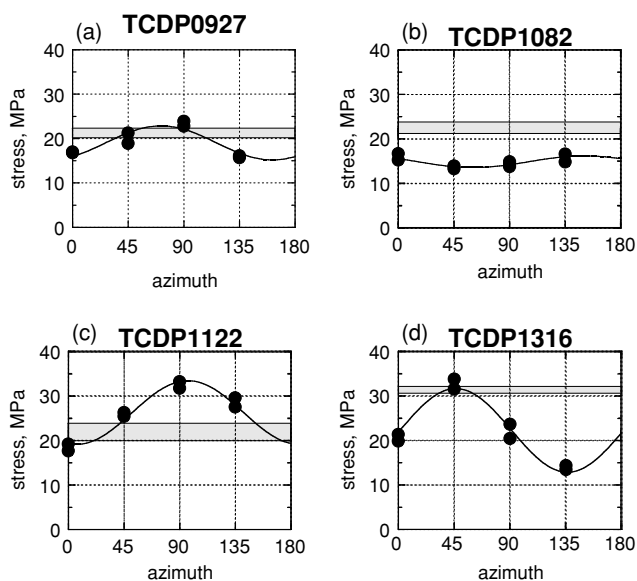 (a) TCDP0927
40
30
20
10
0
stress, MPa
0 45 90 135 180
azimuth
(b) TCDP1082
40
30
20
10
0
stress, MPa
0 45 90 135 180
azimuth
(c) TCDP1122
40
30
20
10
0
stress, MPa
0 45 90 135 180
azimuth
(d) TCDP1316
40
30
20
10
0
stress, MPa
0 45 90 135 180
azimuth